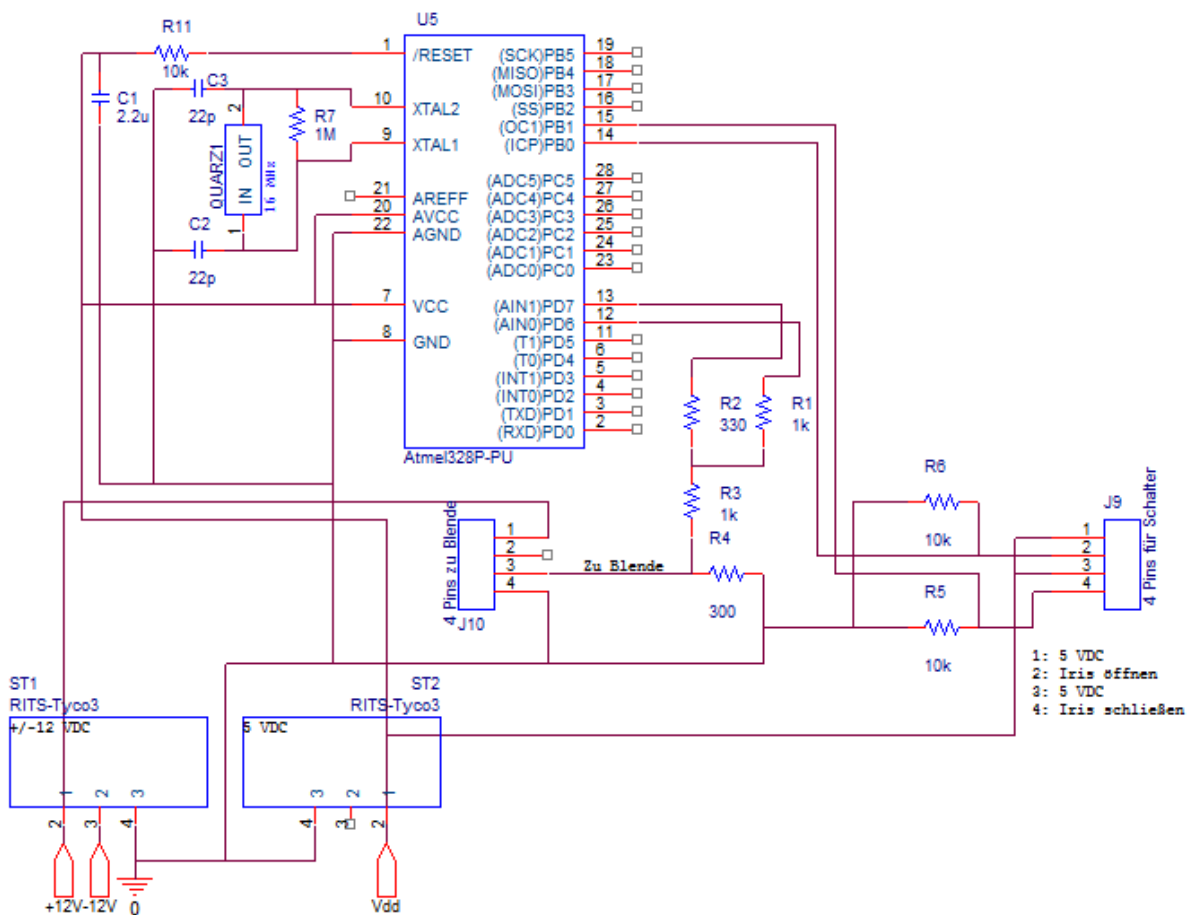 U5
Atmel328P-PU
1 /RESET
10 XTAL2
9 XTAL1
21 AREFF
20 AVCC
22 AGND
7 VCC
8 GND
(SCK)PB5 19
(MISO)PB4 18
(MOSI)PB3 17
(SS)PB2 16
(OC1)PB1 15
(ICP)PB0 14
(ADC5)PC5 28
(ADC4)PC4 27
(ADC3)PC3 26
(ADC2)PC2 25
(ADC1)PC1 24
(ADC0)PC0 23
(AIN1)PD7 13
(AIN0)PD6 12
(T1)PD5 11
(T0)PD4 6
(INT1)PD3 5
(INT0)PD2 4
(TXD)PD1 3
(RXD)PD0 2
R11
10k
C1
2.2u
C3
22p
R7
1M
2
QUARZ1
IN OUT
16 MHz
1
C2
22p
R2
330
R1
1k
R3
1k
R4
300
R6
10k
R5
10k
J9
1
2
3
4
4 Pins für Schalter
1: 5 VDC
2: Iris öffnen
3: 5 VDC
4: Iris schließen
4 Pins zu Blende
1
2
3
4
J10
Zu Blende
ST1
RITS-Tyco3
+/-12 VDC
1 2 3
2 3 4
+12V -12V 0
ST2
RITS-Tyco3
5 VDC
3 2 1
4 3 2
Vdd